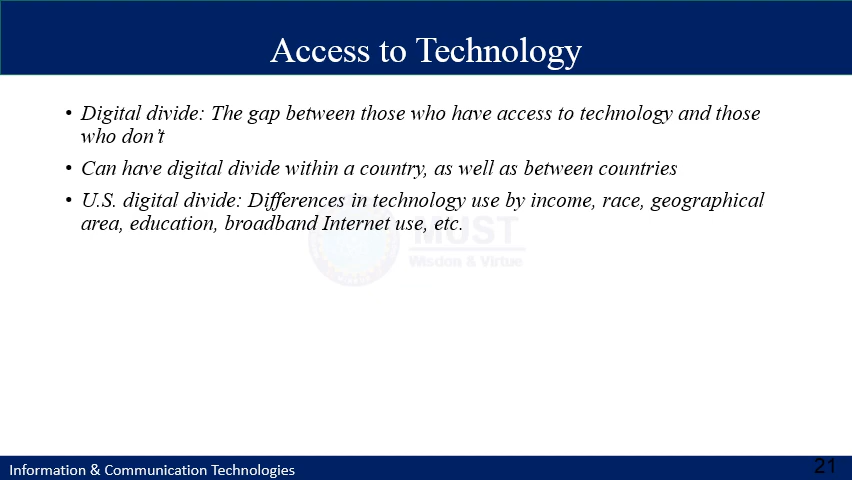 Access to Technology
• Digital divide: The gap between those who have access to technology and those
who don't
• Can have digital divide within a country, as well as between countries
• U.S. digital divide: Differences in technology use by income, race, geographical
area, education, broadband Internet use, etc.
MUST
Wisdom & Virtue
Information & Communication Technologies
21